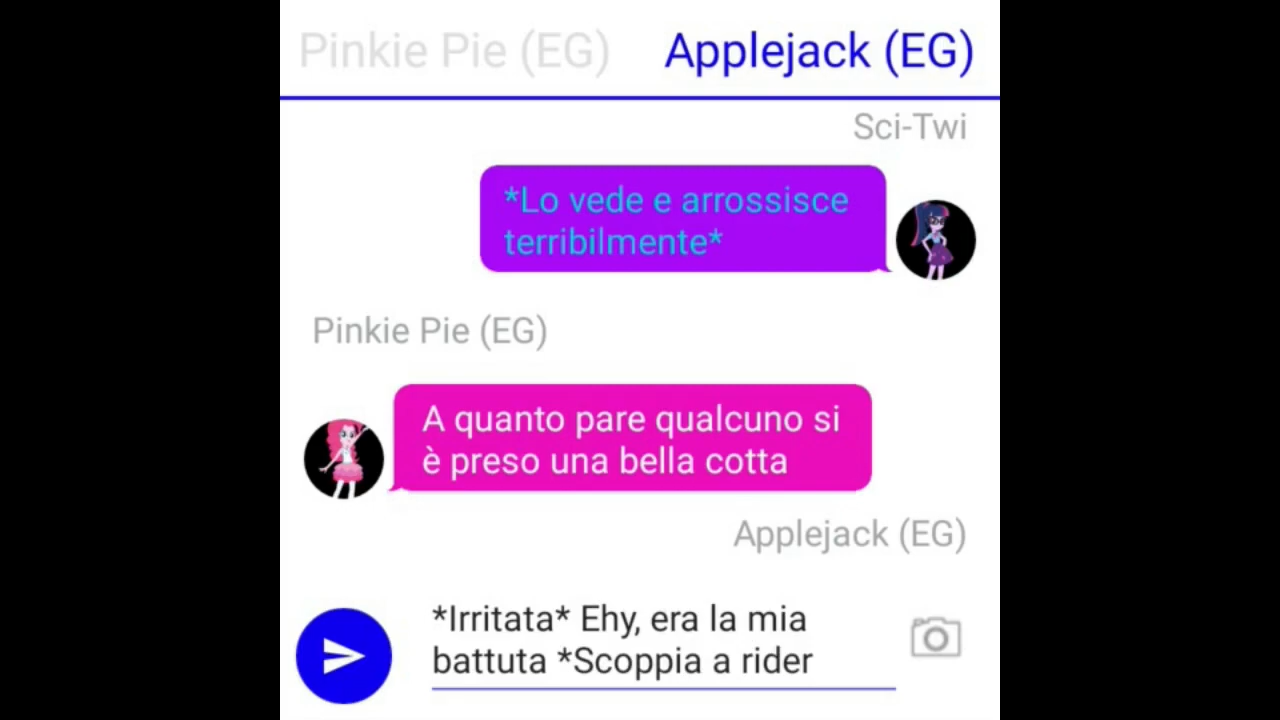 Pinkie Pie (EG) Applejack (EG)
Sci-Twi
*Lo vede e arrossisce
terribilmente*
Pinkie Pie (EG)
A quanto pare qualcuno si
è preso una bella cotta
Applejack (EG)
*Irritata* Ehy, era la mia
battuta *Scoppia a rider